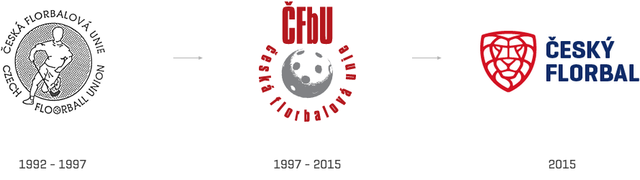 ČESKÁ FLORBALOVÁ UNIE
CZECH FLOORBALL UNION
ČFbU
česká florbalová unie
ČESKÝ
FLORBAL
1992 - 1997
1997 - 2015
2015